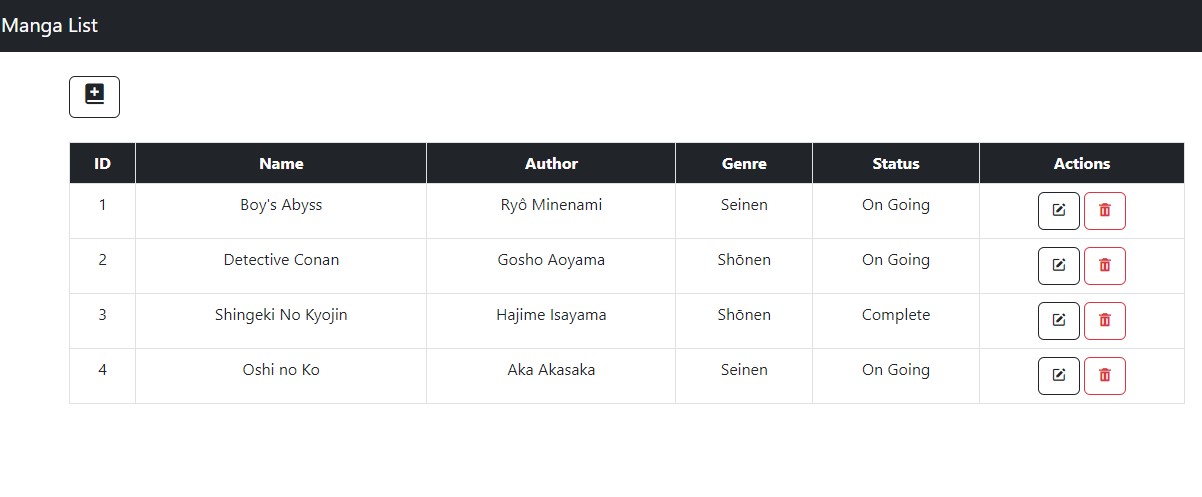 Manga List
ID Name Author Genre Status Actions
1 Boy's Abyss Ryô Minenami Seinen On Going
2 Detective Conan Gosho Aoyama Shōnen On Going
3 Shingeki No Kyojin Hajime Isayama Shōnen Complete
4 Oshi no Ko Aka Akasaka Seinen On Going